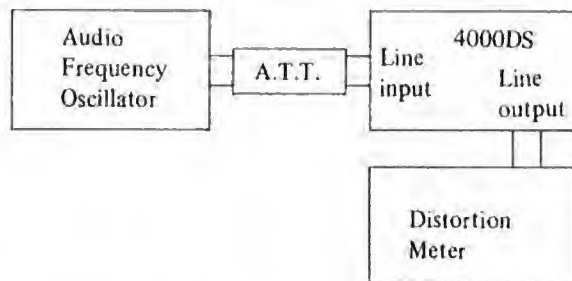 Audio
Frequency
Oscillator
A.T.T.
4000DS
Line
input
Line
output
Distortion
Meter